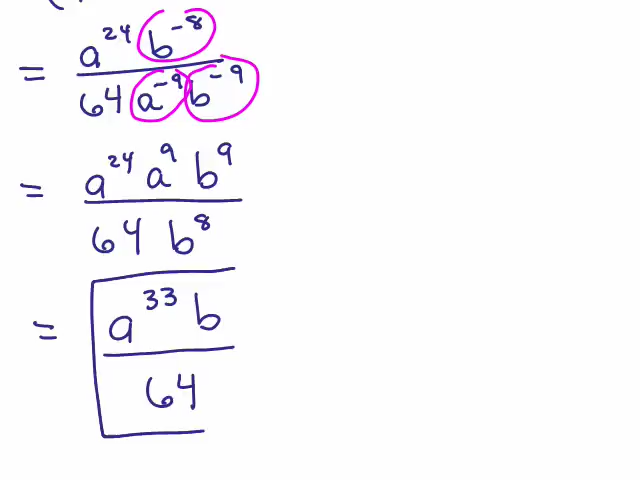 = a^24 b^-8 / 64 a^-9 b^-9
= a^24 a^9 b^9 / 64 b^8
= a^33 b / 64